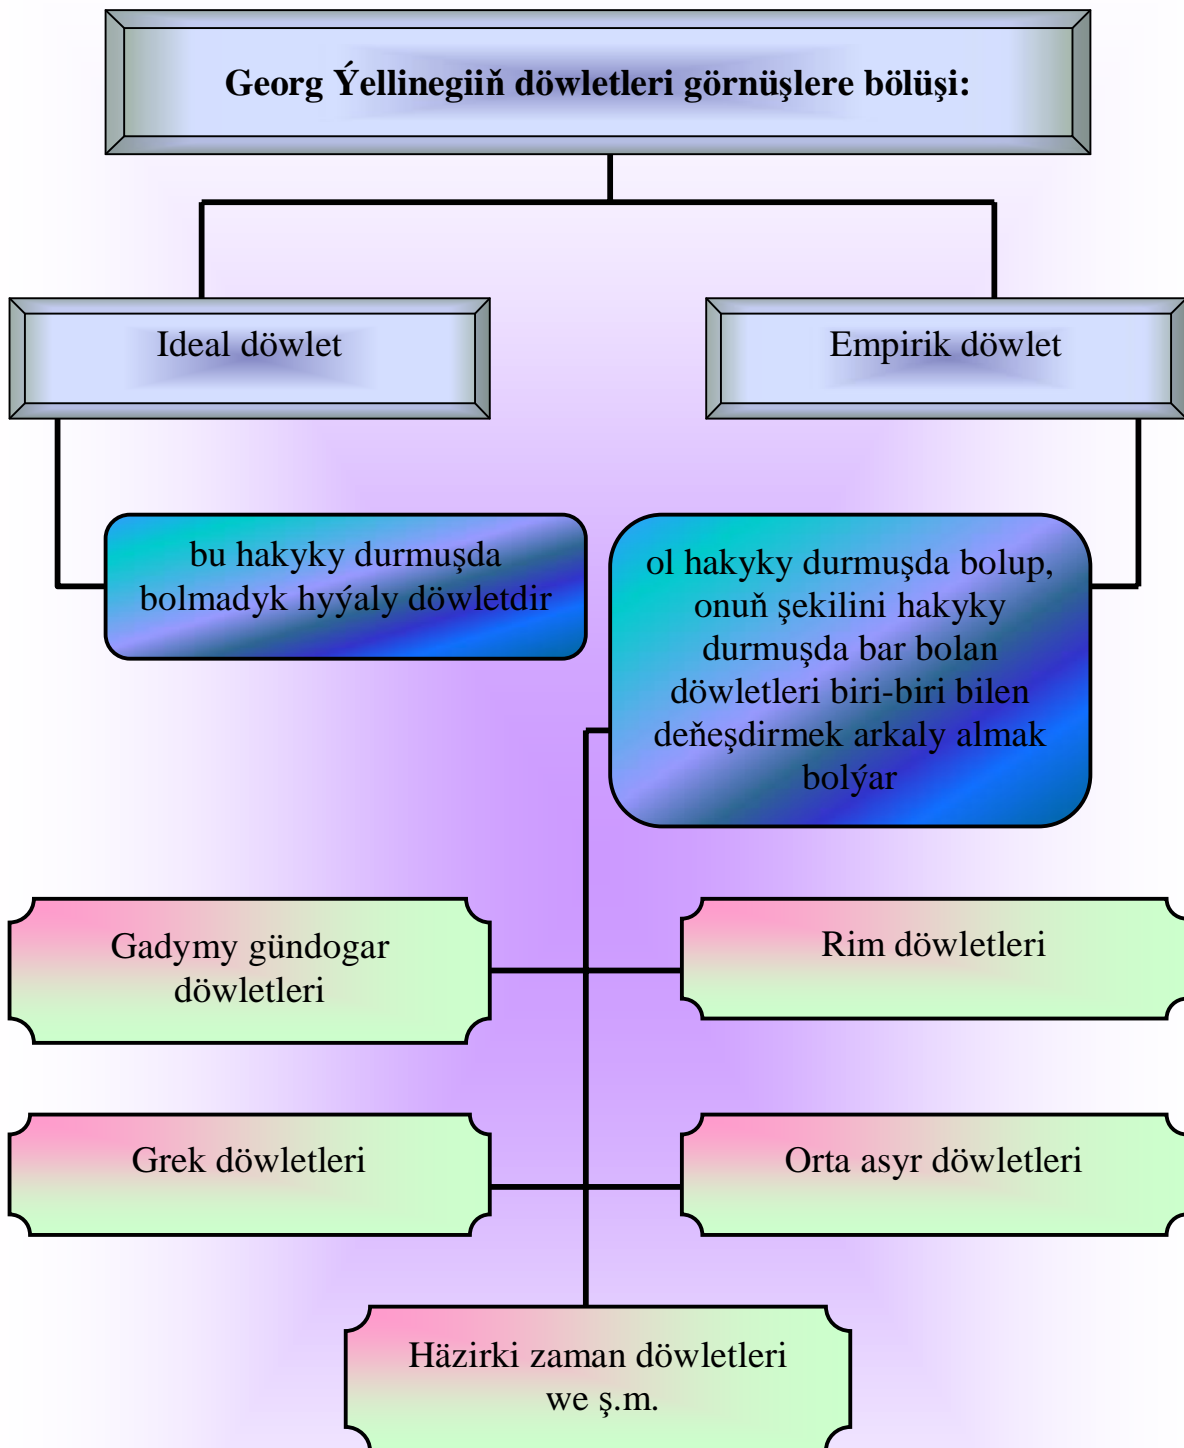 Georg Ýellinegiiň döwletleri görnüşlere bölüşi:
Ideal döwlet
Empirik döwlet
bu hakyky durmuşda
bolmadyk hyýaly döwletdir
ol hakyky durmuşda bolup,
onuň şekilini hakyky
durmuşda bar bolan
döwletleri biri-biri bilen
deňeşdirmek arkaly almak
bolýar
Gadymy gündogar
döwletleri
Rim döwletleri
Grek döwletleri
Orta asyr döwletleri
Häzirki zaman döwletleri
we ş.m.